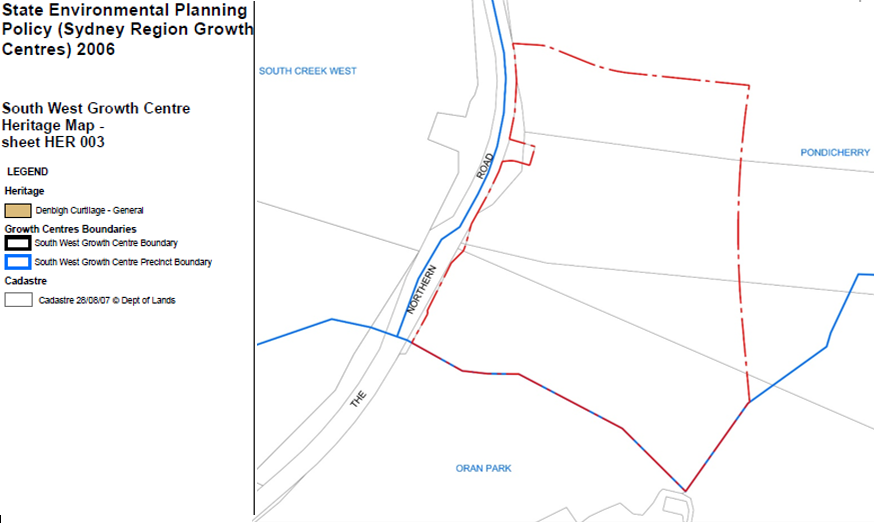 State Environmental Planning
Policy (Sydney Region Growth
Centres) 2006
South West Growth Centre
Heritage Map -
sheet HER 003
LEGEND
Heritage
Denbigh Curtilage - General
Growth Centres Boundaries
South West Growth Centre Boundary
South West Growth Centre Precinct Boundary
Cadastre
Cadastre 28/08/07 © Dept of Lands
SOUTH CREEK WEST
PONDICHERRY
THE
NORTHERN
ROAD
ORAN PARK